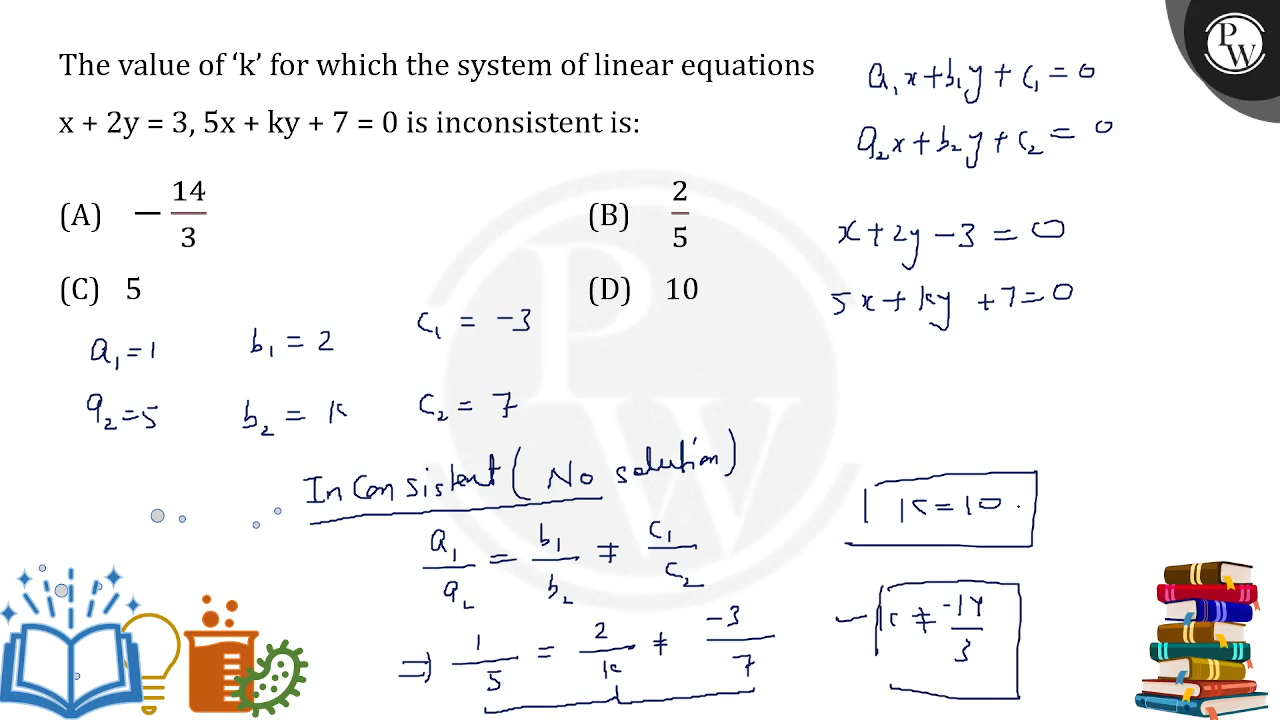 The value of ‘k’ for which the system of linear equations
x + 2y = 3, 5x + ky + 7 = 0 is inconsistent is:
(A) − 14/3
(B) 2/5
(C) 5
(D) 10
a₁x + b₁y + c₁ = 0
a₂x + b₂y + c₂ = 0
x + 2y − 3 = 0
5x + ky + 7 = 0
a₁ = 1 b₁ = 2 c₁ = −3
a₂ = 5 b₂ = k c₂ = 7
InConsistent (No solution)
a₁/a₂ = b₁/b₂ ≠ c₁/c₂
⇒ 1/5 = 2/k ≠ −3/7
k = 10
k ≠ −14/3
PW
PW